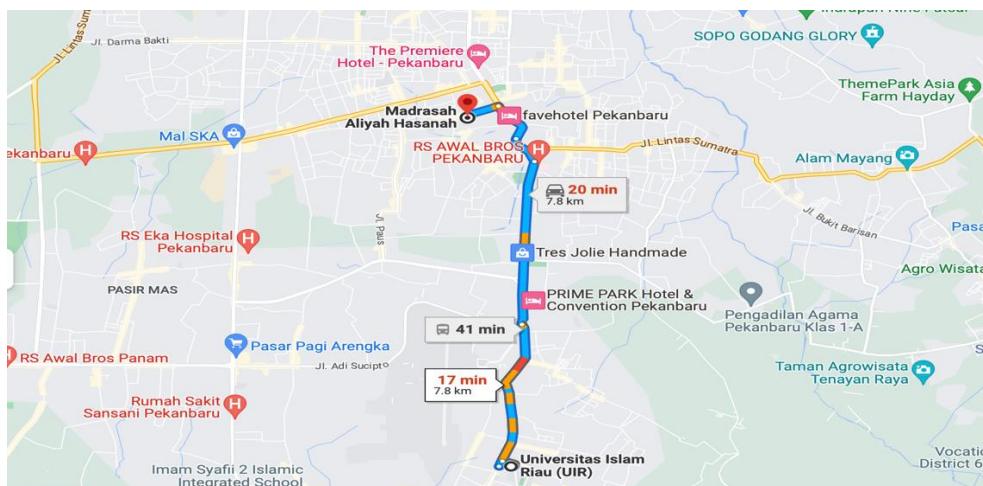 Indrapuri Nine Futsal
Jl. Lintas Sum
Jl. Darma Bakti
The Premiere
Hotel - Pekanbaru
SOPO GODANG GLORY
ThemePark Asia
Farm Hayday
Madrasah
Aliyah Hasanah
favehotel Pekanbaru
Mal SKA
RS AWAL BROS
PEKANBARU
Jl. Lintas Sumatra
Pekanbaru
Alam Mayang
20 min
7.8 km
Jl. Paus
Jl. Bukit Barisan
RS Eka Hospital
Pekanbaru
Tres Jolie Handmade
Pasa
Agro Wisata
PASIR MAS
PRIME PARK Hotel &
Convention Pekanbaru
Pengadilan Agama
Pekanbaru Klas 1-A
41 min
Pasar Pagi Arengka
RS Awal Bros Panam
Jl. Adi Sucipto
17 min
7.8 km
Taman Agrowisata
Tenayan Raya
Rumah Sakit
Sansani Pekanbaru
Universitas Islam
Riau (UIR)
Imam Syafii 2 Islamic
Integrated School
Vocatio
District 6